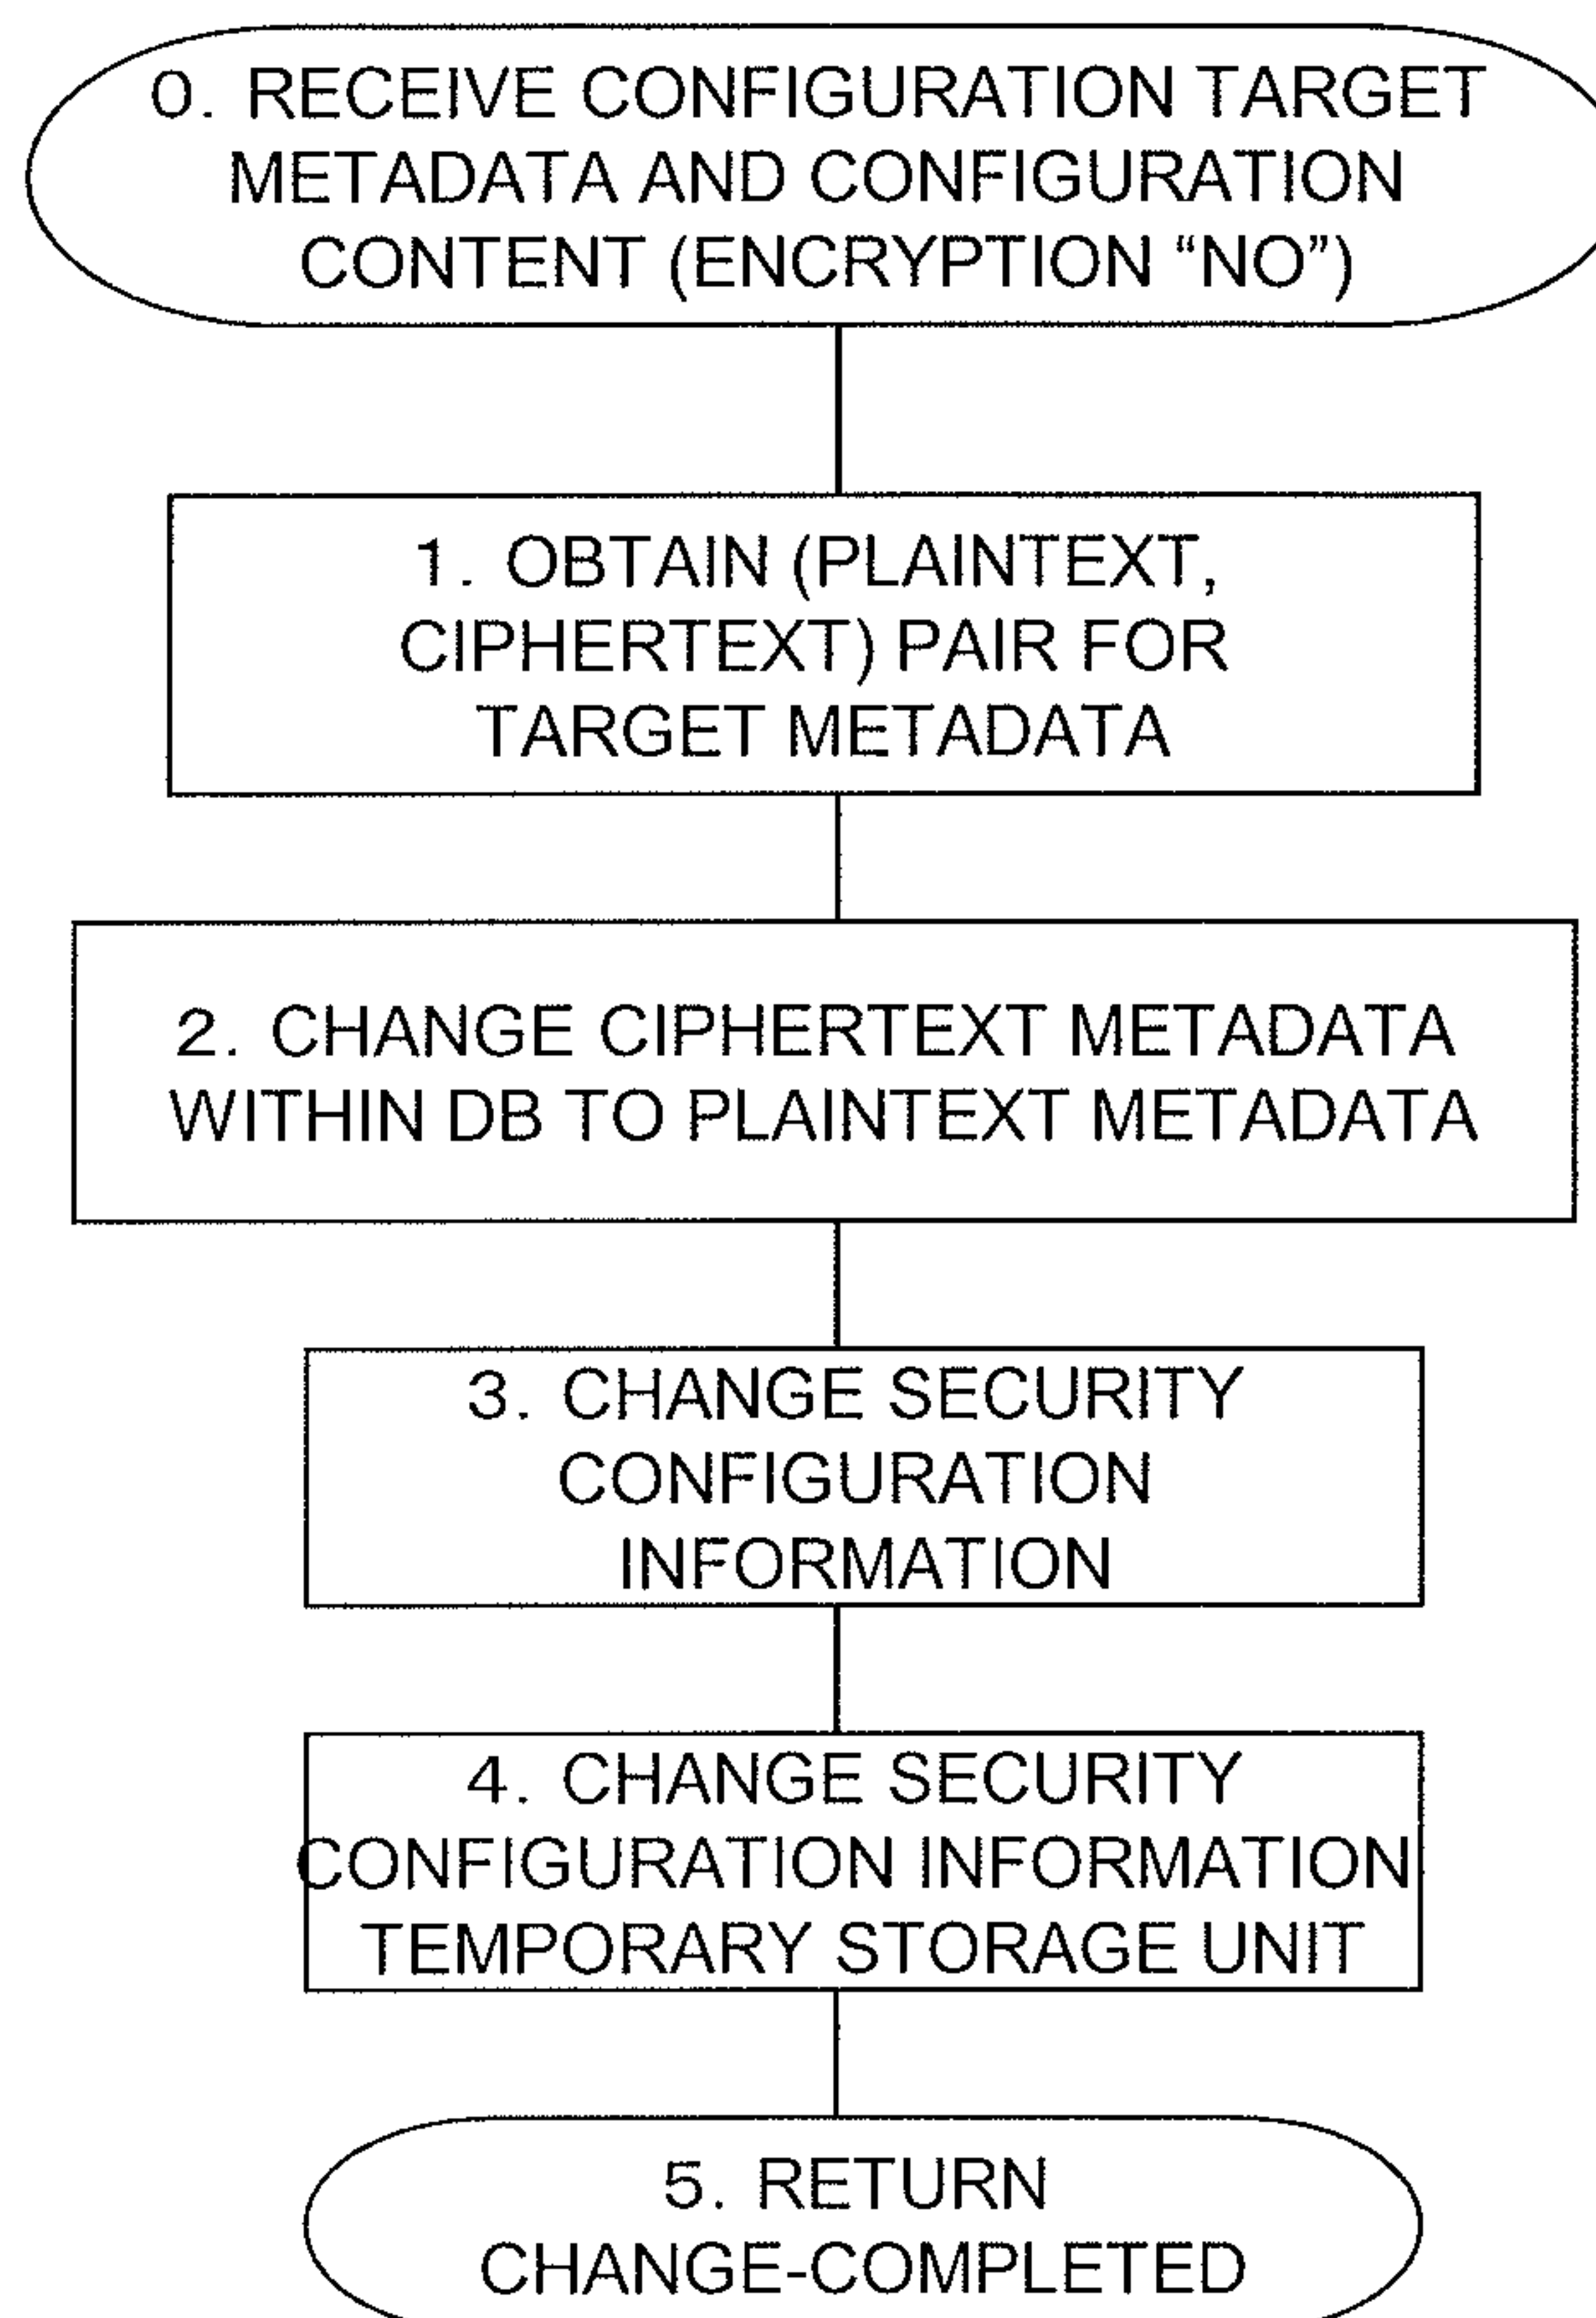 0. RECEIVE CONFIGURATION TARGET
METADATA AND CONFIGURATION
CONTENT (ENCRYPTION “NO”)
1. OBTAIN (PLAINTEXT,
CIPHERTEXT) PAIR FOR
TARGET METADATA
2. CHANGE CIPHERTEXT METADATA
WITHIN DB TO PLAINTEXT METADATA
3. CHANGE SECURITY
CONFIGURATION
INFORMATION
4. CHANGE SECURITY
CONFIGURATION INFORMATION
TEMPORARY STORAGE UNIT
5. RETURN
CHANGE-COMPLETED